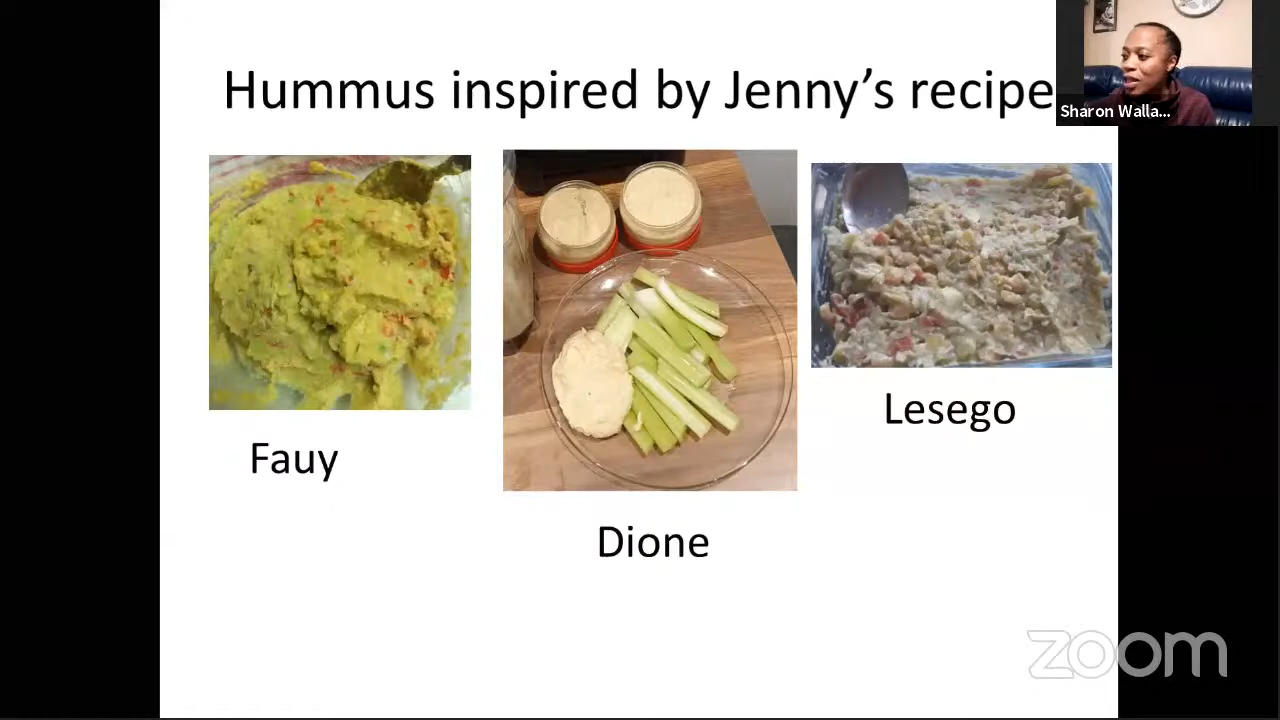 Hummus inspired by Jenny's recipe
Sharon Walla...
Fauy
Dione
Lesego
zoom